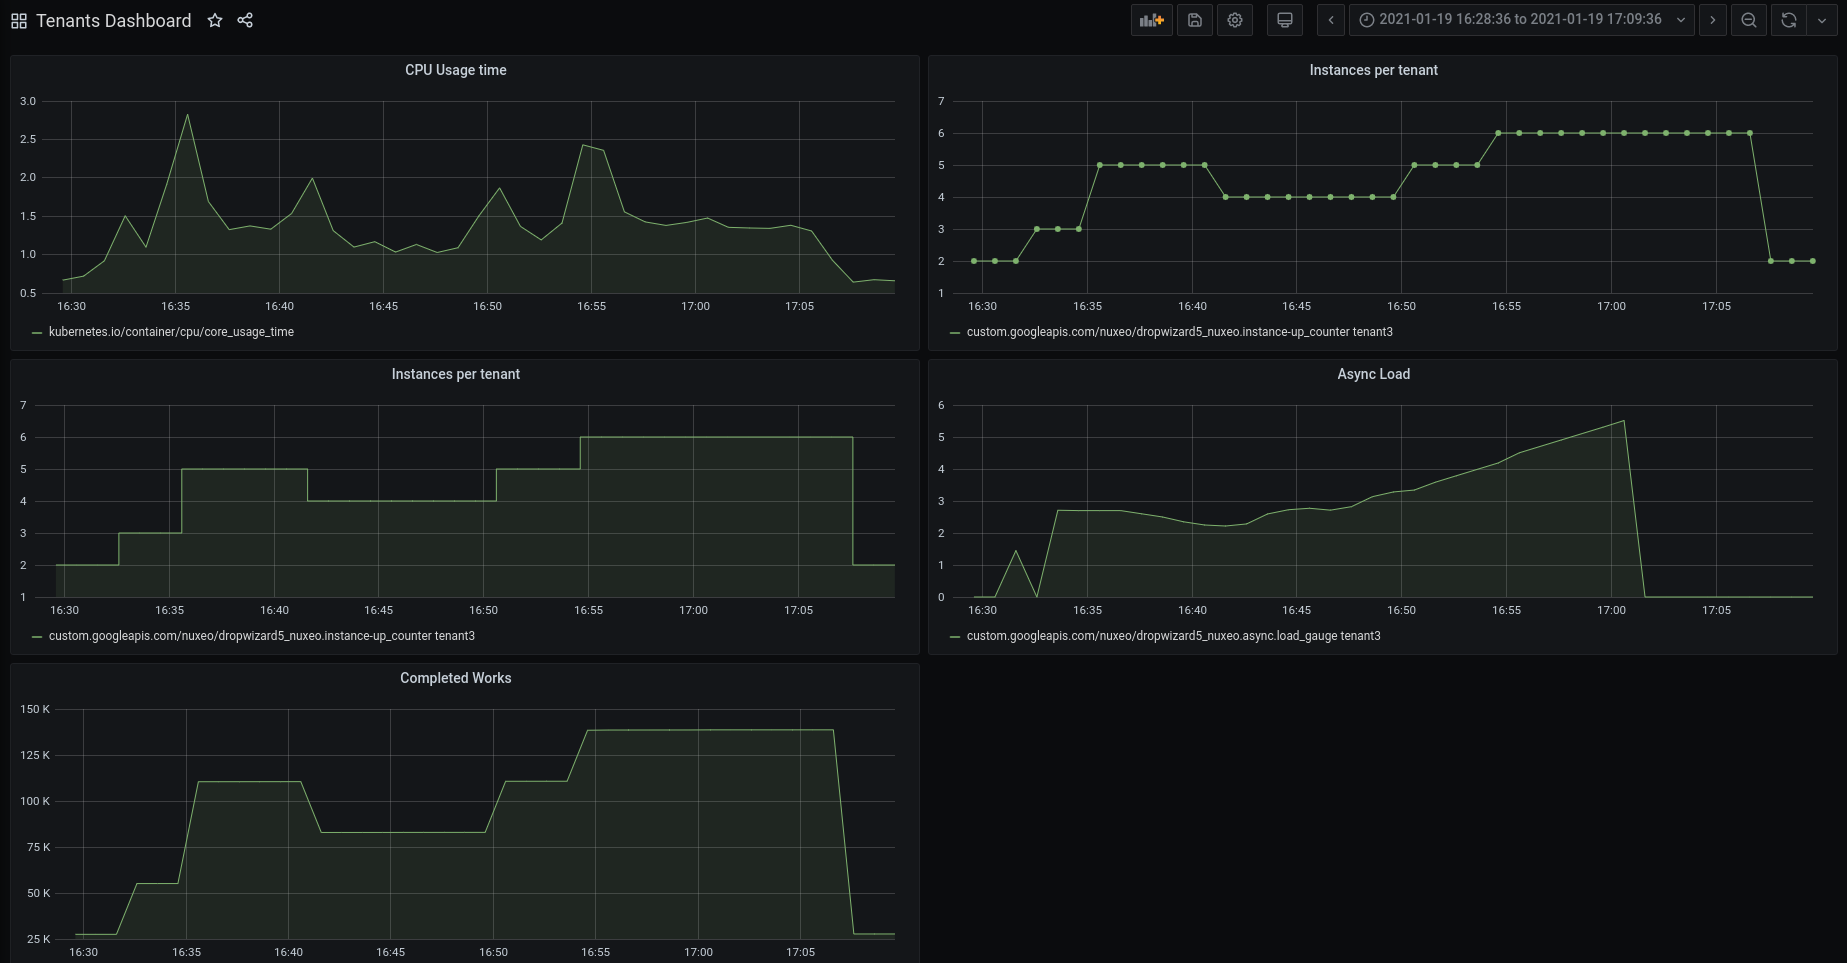 Tenants Dashboard
2021-01-19 16:28:36 to 2021-01-19 17:09:36
CPU Usage time
3.0
2.5
2.0
1.5
1.0
0.5
16:30 16:35 16:40 16:45 16:50 16:55 17:00 17:05
kubernetes.io/container/cpu/core_usage_time
Instances per tenant
7
6
5
4
3
2
1
16:30 16:35 16:40 16:45 16:50 16:55 17:00 17:05
custom.googleapis.com/nuxeo/dropwizard5_nuxeo.instance-up_counter tenant3
Instances per tenant
7
6
5
4
3
2
1
16:30 16:35 16:40 16:45 16:50 16:55 17:00 17:05
custom.googleapis.com/nuxeo/dropwizard5_nuxeo.instance-up_counter tenant3
Async Load
6
5
4
3
2
1
0
16:30 16:35 16:40 16:45 16:50 16:55 17:00 17:05
custom.googleapis.com/nuxeo/dropwizard5_nuxeo.async.load_gauge tenant3
Completed Works
150 K
125 K
100 K
75 K
50 K
25 K
16:30 16:35 16:40 16:45 16:50 16:55 17:00 17:05